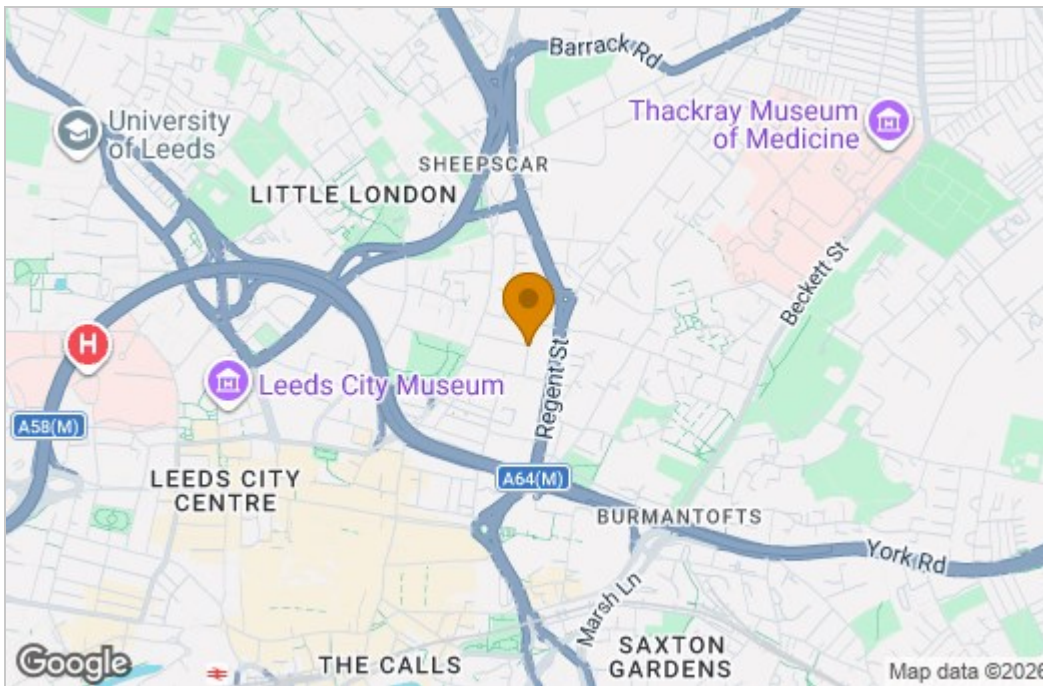 Barrack Rd
Thackray Museum
of Medicine
University
of Leeds
SHEEPSCAR
LITTLE LONDON
Beckett St
H
Leeds City Museum
Regent St
A58(M)
LEEDS CITY
CENTRE
A64(M)
BURMANTOFTS
York Rd
Marsh Ln
SAXTON
GARDENS
THE CALLS
Google
Map data ©2026